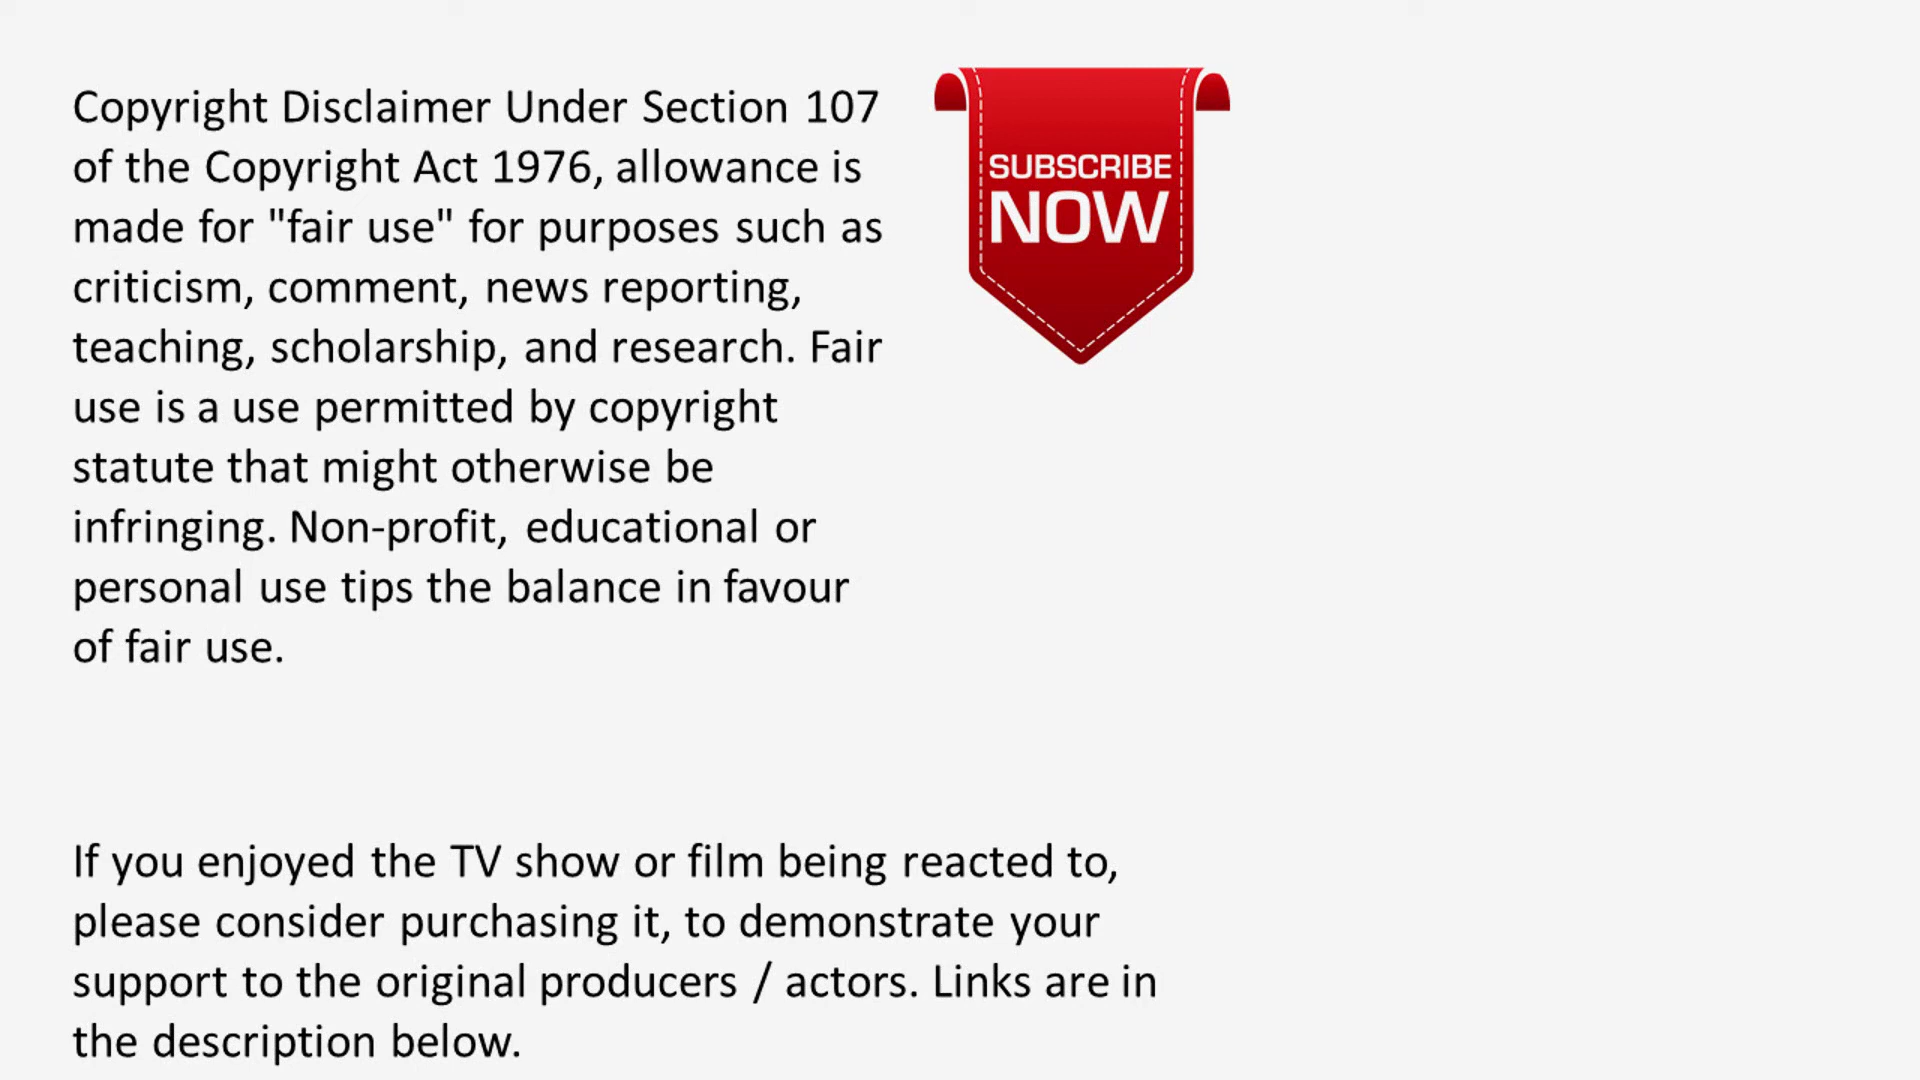 Copyright Disclaimer Under Section 107
of the Copyright Act 1976, allowance is
made for "fair use" for purposes such as
criticism, comment, news reporting,
teaching, scholarship, and research. Fair
use is a use permitted by copyright
statute that might otherwise be
infringing. Non-profit, educational or
personal use tips the balance in favour
of fair use.
SUBSCRIBE
NOW
If you enjoyed the TV show or film being reacted to,
please consider purchasing it, to demonstrate your
support to the original producers / actors. Links are in
the description below.